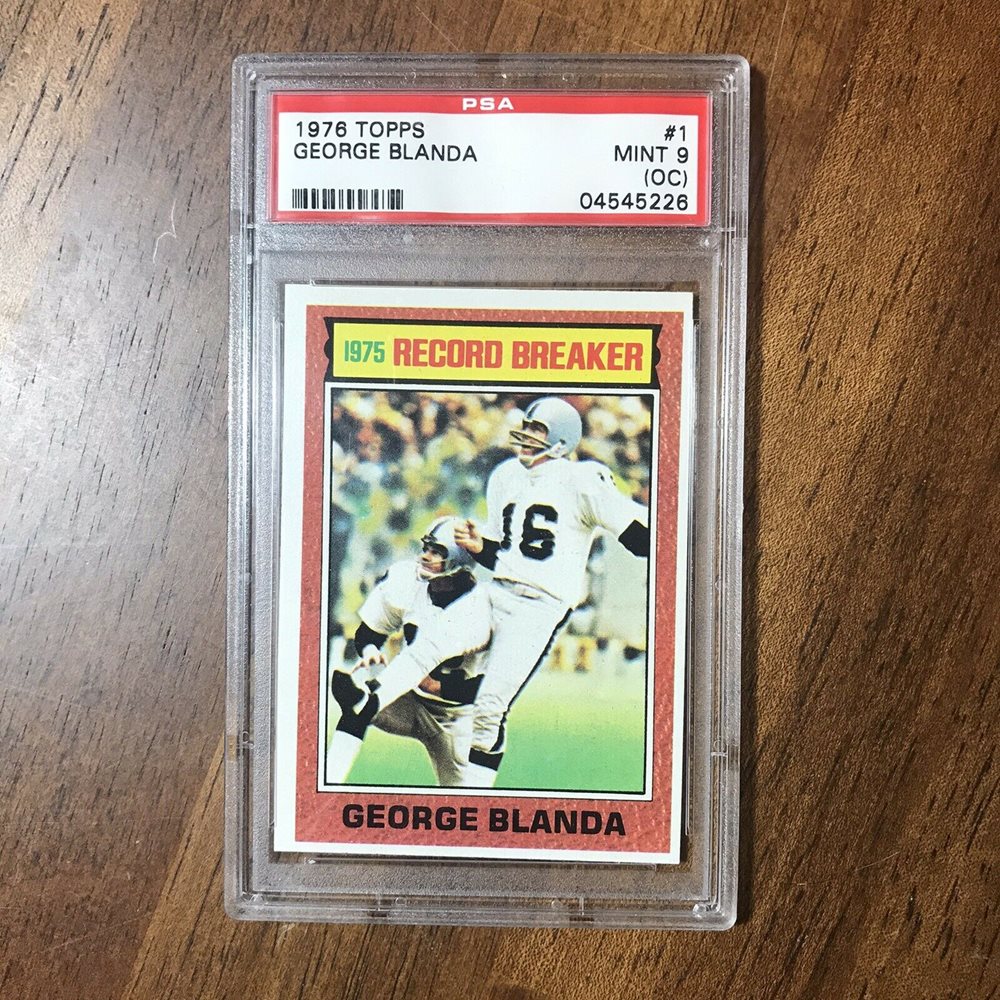 PSA
1976 TOPPS #1
GEORGE BLANDA MINT 9
(OC)
04545226
1975 RECORD BREAKER
16
GEORGE BLANDA